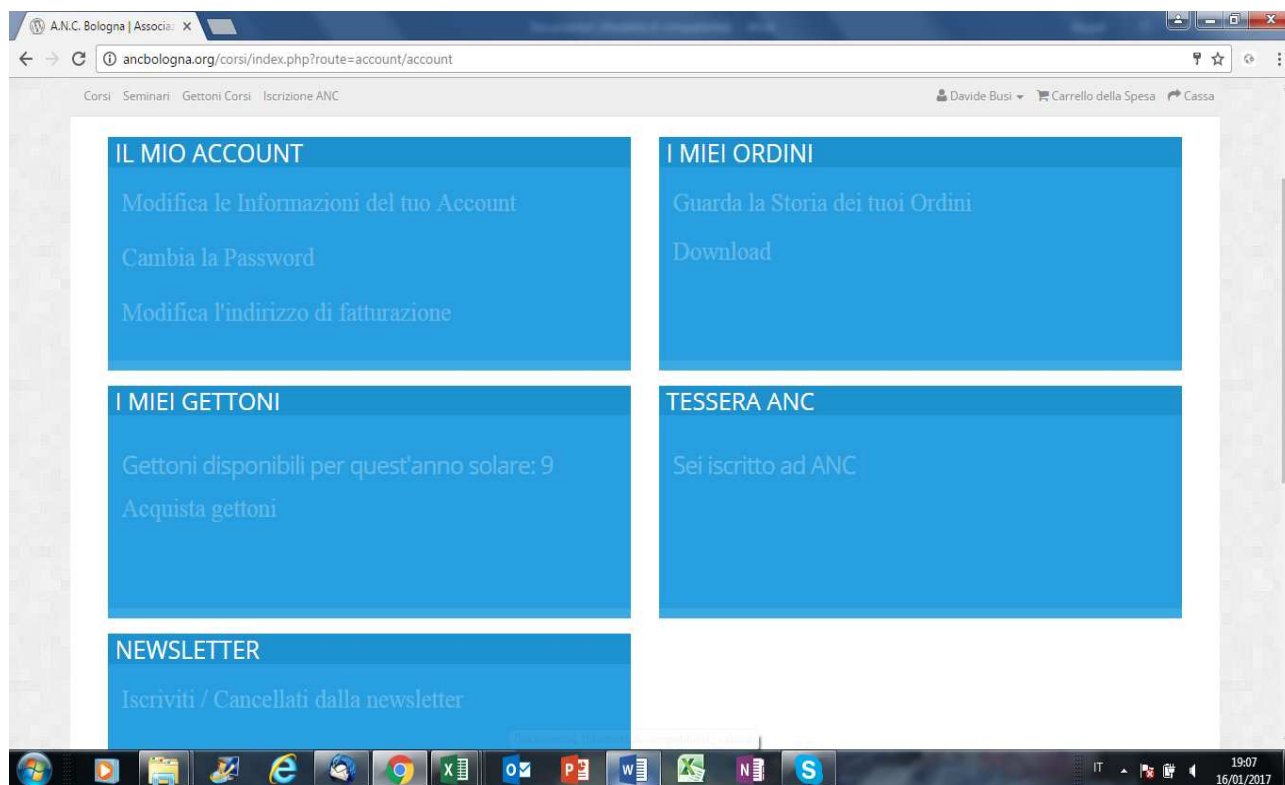 A.N.C. Bologna | Associa
ancbologna.org/corsi/index.php?route=account/account
Corsi Seminari Gettoni Corsi Iscrizione ANC Davide Busi Carrello della Spesa Cassa
IL MIO ACCOUNT
Modifica le Informazioni del tuo Account
Cambia la Password
Modifica l'indirizzo di fatturazione
I MIEI ORDINI
Guarda la Storia dei tuoi Ordini
Download
I MIEI GETTONI
Gettoni disponibili per quest'anno solare: 9
Acquista gettoni
TESSERA ANC
Sei iscritto ad ANC
NEWSLETTER
Iscriviti / Cancellati dalla newsletter
IT
19:07
16/01/2017